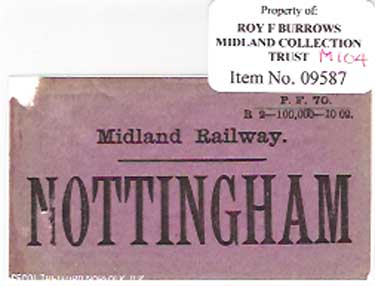 Property of:
ROY F BURROWS
MIDLAND COLLECTION
TRUST M104
Item No. 09587
P. F. 70.
R 2—100,000—10 09.
Midland Railway.
NOTTINGHAM